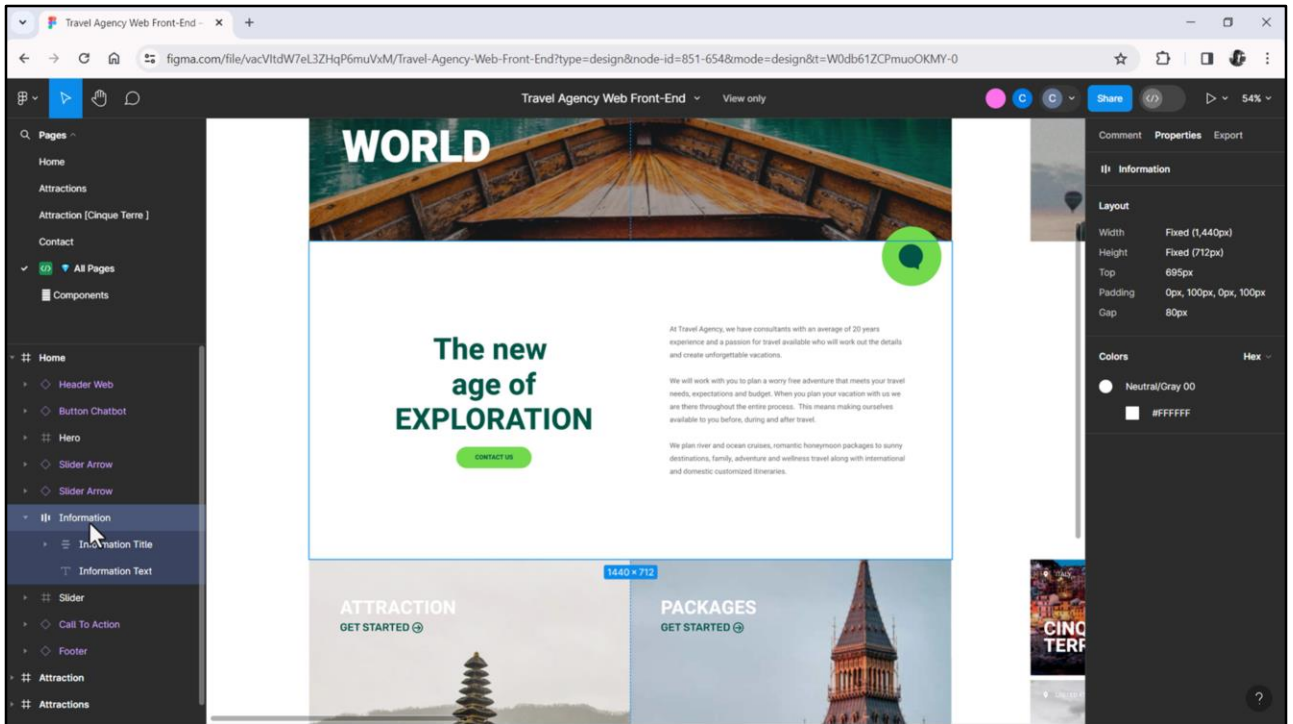 Travel Agency Web Front-End –
figma.com/file/vacVItdW7eL3ZHqP6muVxM/Travel-Agency-Web-Front-End?type=design&node-id=851-654&mode=design&t=W0db61ZCPmuoOKMY-0
Travel Agency Web Front-End
View only
C
C
Share
54%
Pages
Home
Attractions
Attraction [Cinque Terre ]
Contact
All Pages
Components
Home
Header Web
Button Chatbot
Hero
Slider Arrow
Slider Arrow
Information
Information Title
Information Text
Slider
Call To Action
Footer
Attraction
Attractions
WORLD
The new
age of
EXPLORATION
CONTACT US
At Travel Agency, we have consultants with an average of 20 years
experience and a passion for travel available who will work out the details
and create unforgettable vacations.
We will work with you to plan a worry free adventure that meets your travel
needs, expectations and budget. When you plan your vacation with us we
are there throughout the entire process. This means making ourselves
available to you before, during and after travel.
We plan river and ocean cruises, romantic honeymoon packages to sunny
destinations, family, adventure and wellness travel along with international
and domestic customized itineraries.
1440 × 712
ATTRACTION
GET STARTED
PACKAGES
GET STARTED
ITALY
CINQ
TERF
Comment Properties Export
Information
Layout
Width Fixed (1,440px)
Height Fixed (712px)
Top 695px
Padding 0px, 100px, 0px, 100px
Gap 80px
Colors Hex
Neutral/Gray 00
#FFFFFF
?